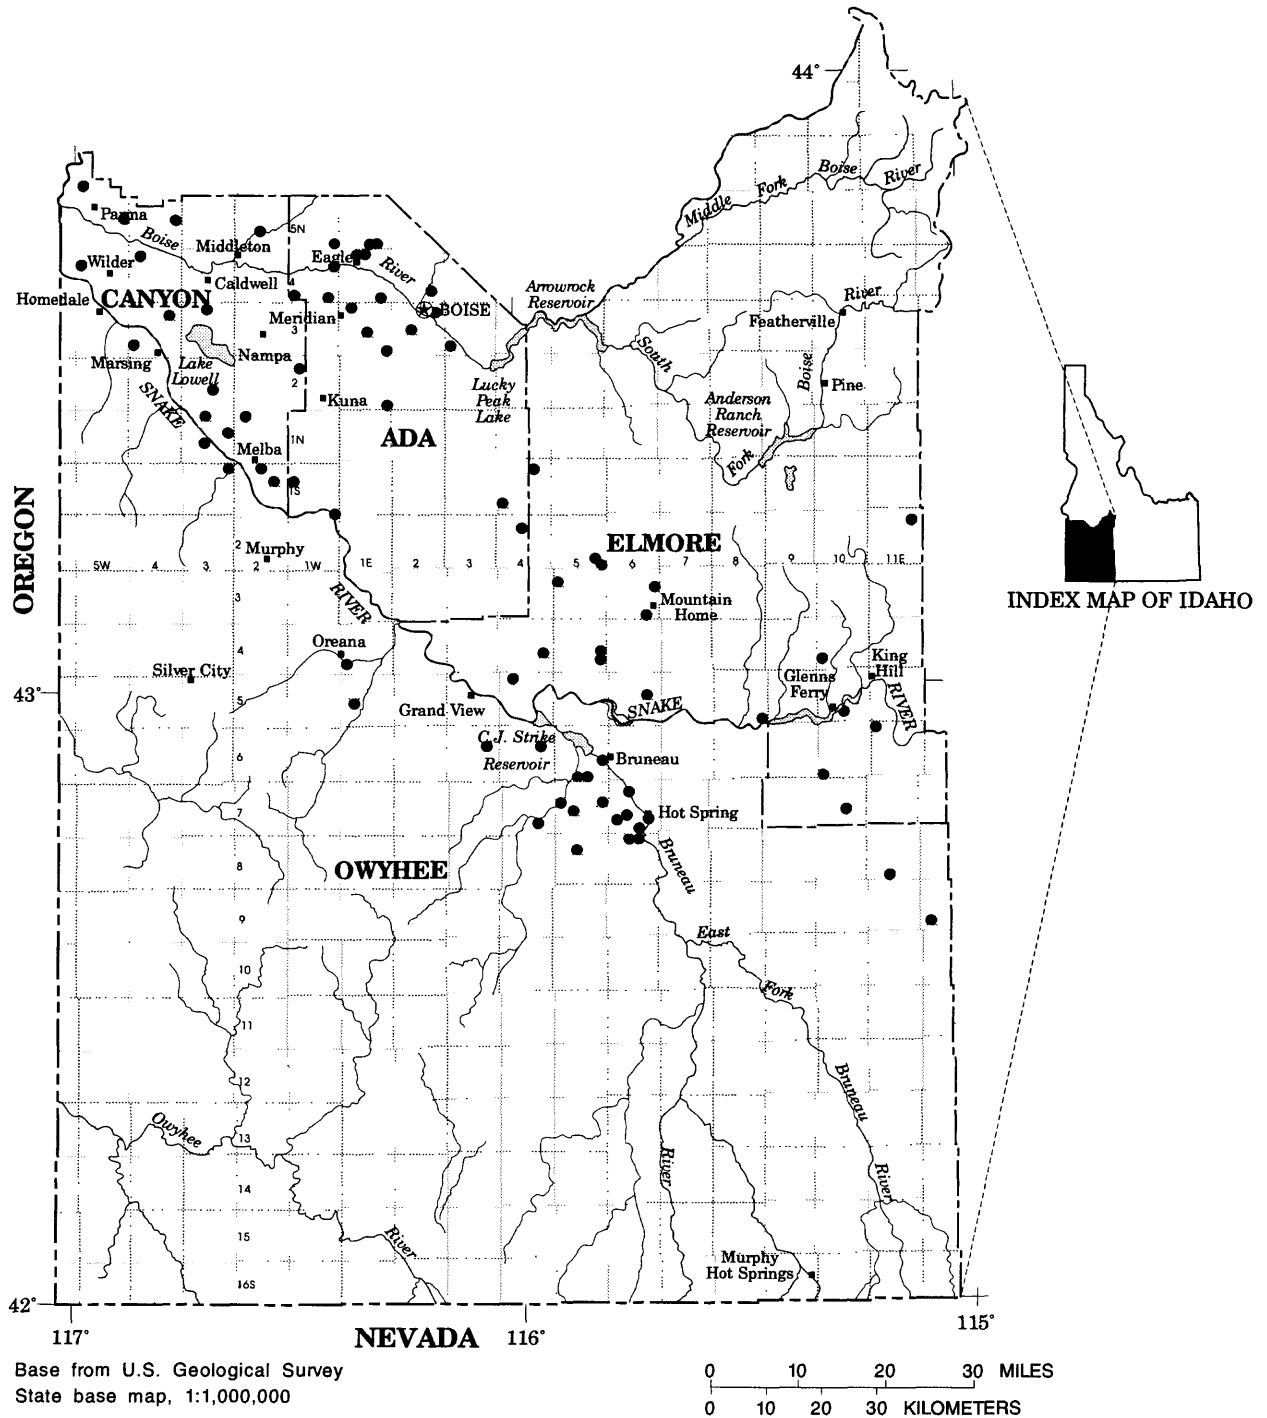 44°
Middle
Fork
Boise
River
Parma
Boise
Middleton
5N
Eagle
River
Wilder
Caldwell
4
Homedale
CANYON
Meridian
BOISE
Arrowrock
Reservoir
River
Featherville
3
Marsing
Lake
Lowell
Nampa
2
South
Boise
Pine
SNAKE
Kuna
Lucky
Peak
Lake
Anderson
Ranch
Reservoir
ADA
1N
Melba
Fork
1S
OREGON
2
Murphy
ELMORE
5W
4
3
2
1W
1E
2
3
4
5
6
7
8
9
10
11E
3
RIVER
Mountain
Home
INDEX MAP OF IDAHO
Oreana
4
Silver City
King
Hill
Glenns
Ferry
43°
5
Grand View
SNAKE
RIVER
C.J. Strike
Reservoir
6
Bruneau
7
Hot Spring
8
OWYHEE
Bruneau
9
East
10
Fork
11
12
Bruneau
Owyhee
13
River
River
14
15
River
16S
Murphy
Hot Springs
42°
117°
NEVADA
116°
115°
Base from U.S. Geological Survey
State base map, 1:1,000,000
0 10 20 30 MILES
0 10 20 30 KILOMETERS